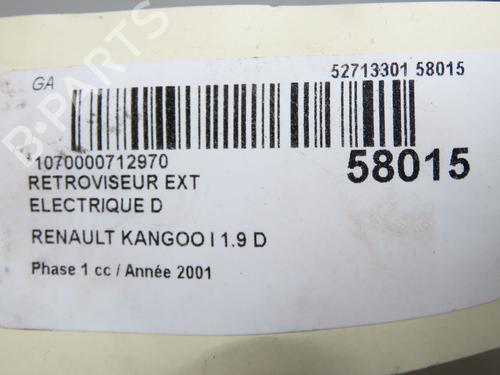 GA
52713301 58015
1070000712970
58015
RETROVISEUR EXT
ELECTRIQUE D
RENAULT KANGOO I 1.9 D
Phase 1 cc / Année 2001
B-PARTS